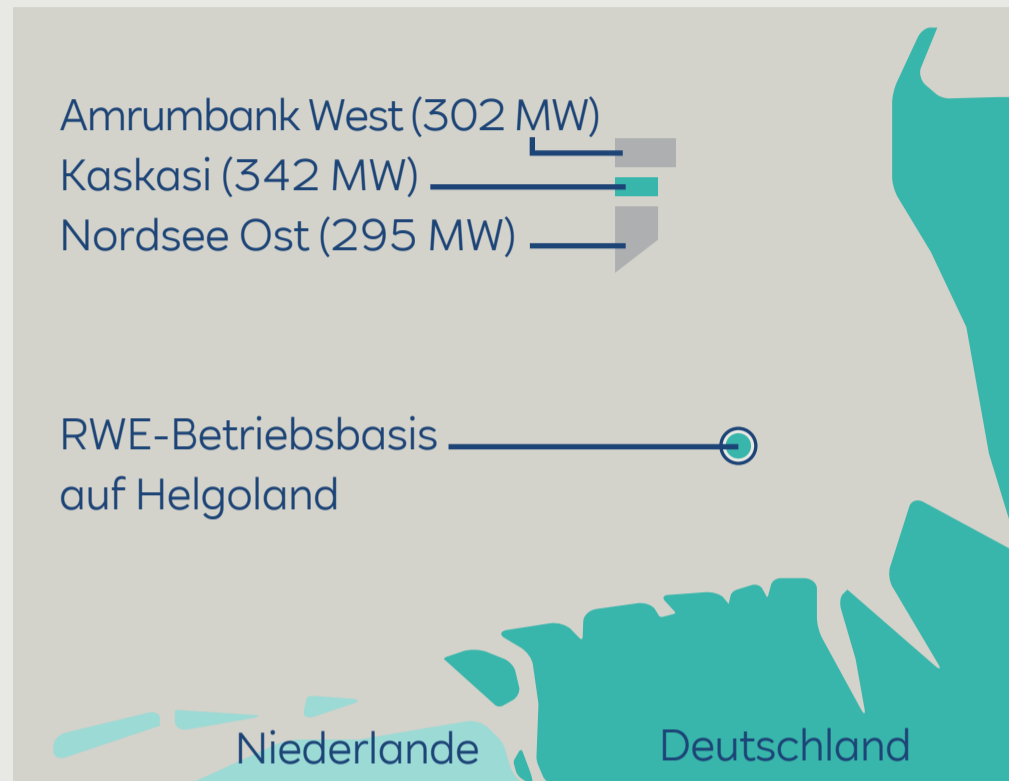 Amrumbank West (302 MW)
Kaskasi (342 MW)
Nordsee Ost (295 MW)
RWE-Betriebsbasis
auf Helgoland
Niederlande
Deutschland